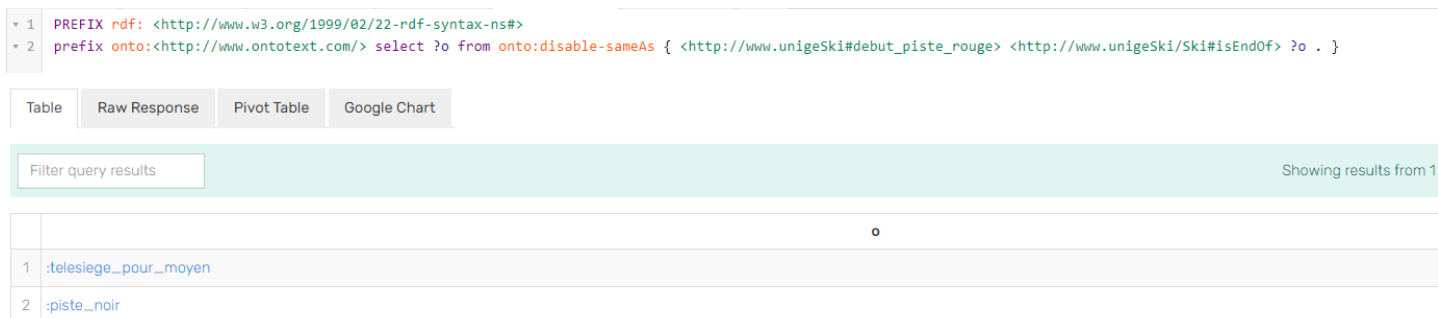 1 PREFIX rdf: <http://www.w3.org/1999/02/22-rdf-syntax-ns#>
2 prefix onto:<http://www.ontotext.com/> select ?o from onto:disable-sameAs { <http://www.unigeSki#debut_piste_rouge> <http://www.unigeSki/Ski#isEndOf> ?o . }
Table Raw Response Pivot Table Google Chart
Filter query results Showing results from 1
o
1 :telesiege_pour_moyen
2 :piste_noir